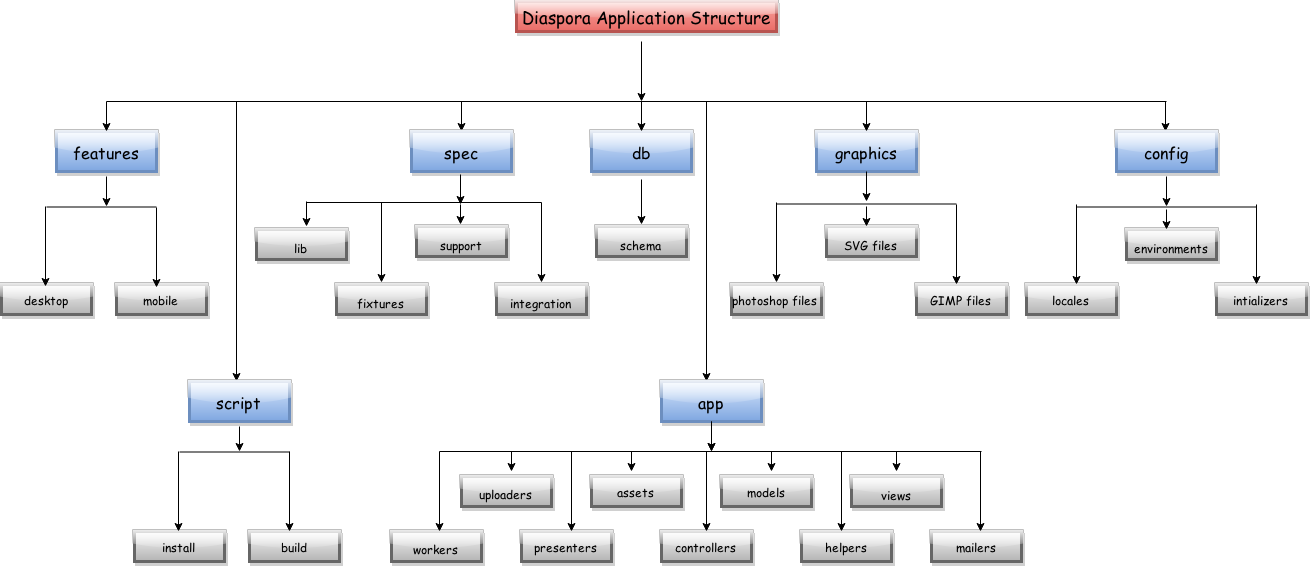 Diaspora Application Structure
features
spec
db
graphics
config
lib
support
schema
SVG files
environments
desktop
mobile
fixtures
integration
photoshop files
GIMP files
locales
intializers
script
app
uploaders
assets
models
views
install
build
workers
presenters
controllers
helpers
mailers